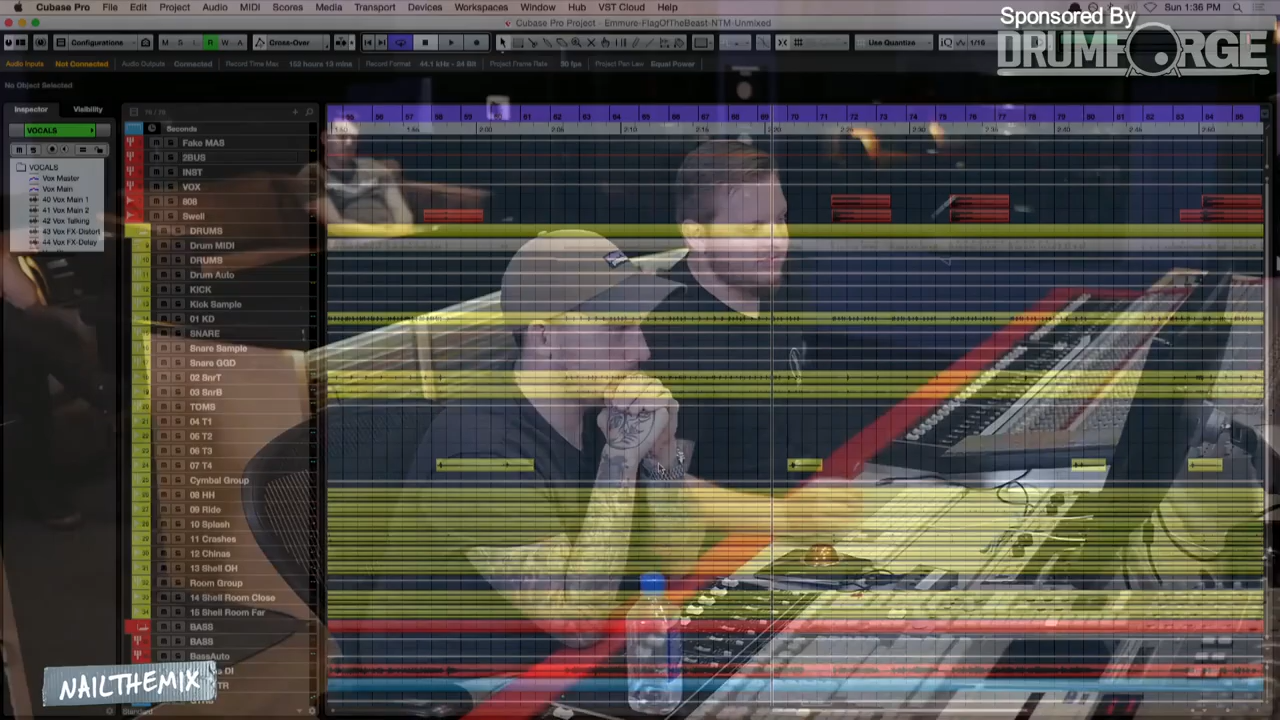 Cubase Pro File Edit Project Audio MIDI Scores Media Transport Devices Workspaces Window Hub VST Cloud Help
Sun 1:36 PM
Cubase Pro Project - Emmure-FlagOfTheBeast-NTM-Unmixed
Sponsored By
DRUMFORGE
Configurations M S L R W A Cross-Over Use Quantize iQ 1/16
Audio Inputs Not Connected Audio Outputs Connected Record Time Max Record Format 44.1 kHz - 24 Bit Project Frame Rate 30 fps Project Pan Law Equal Power
No Object Selected
Inspector Visibility
VOCALS
VOCALS
Vox Master
Vox Main
40 Vox Main 1
41 Vox Main 2
42 Vox Talking
43 Vox FX-Distort
44 Vox FX-Delay
Seconds
Fake MAS
2BUS
INST
VOX
808
Swell
DRUMS
Drum MIDI
DRUMS
Drum Auto
KICK
Kick Sample
01 KD
SNARE
Snare Sample
Snare GGD
02 SnrT
03 SnrB
TOMS
04 T1
05 T2
06 T3
07 T4
Cymbal Group
08 HH
09 Ride
10 Splash
11 Crashes
12 Chinas
13 Shell OH
Room Group
14 Shell Room Close
15 Shell Room Far
BASS
BASS
BassAuto
NAILTHEMIX